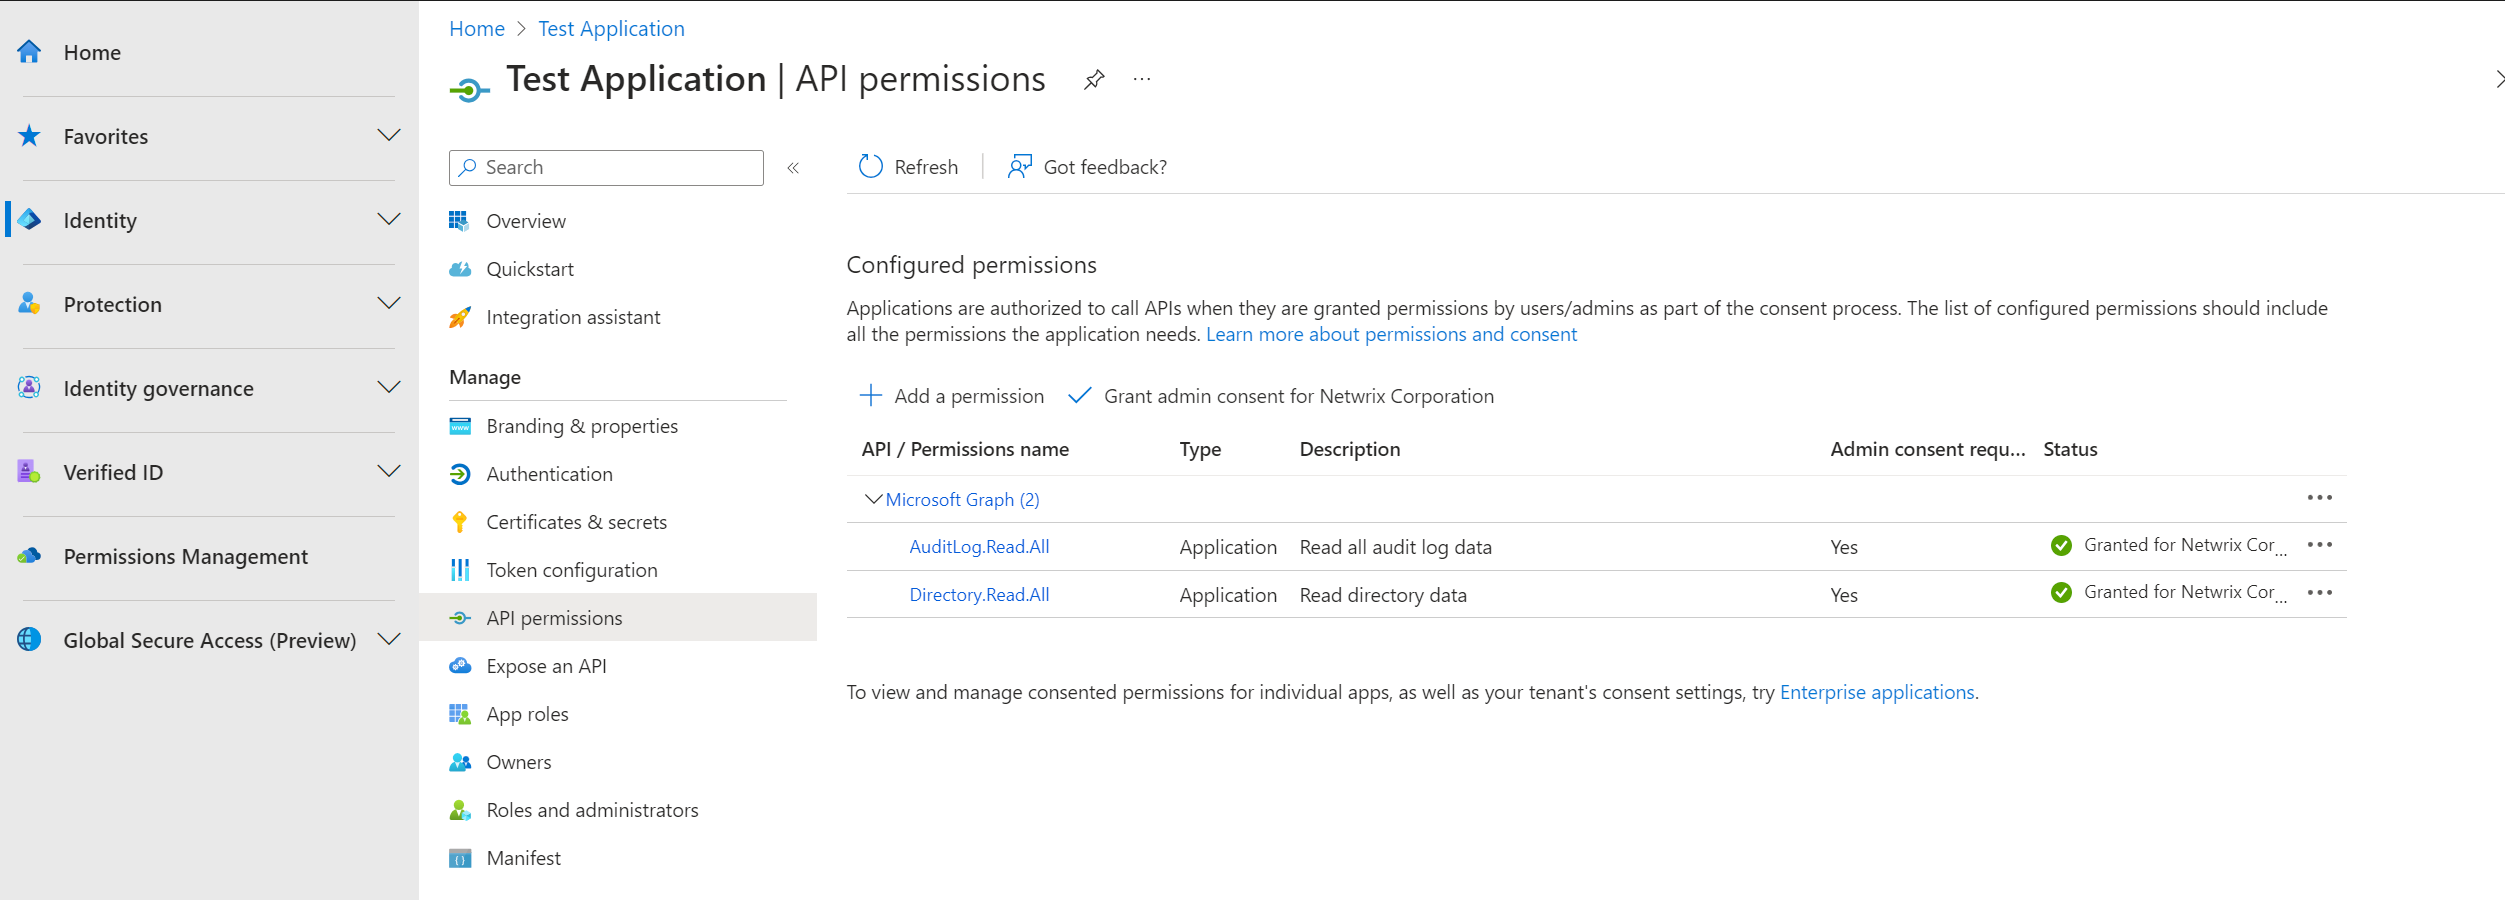 Home
Favorites
Identity
Protection
Identity governance
Verified ID
Permissions Management
Global Secure Access (Preview)
Home > Test Application
Test Application | API permissions
Search
Overview
Quickstart
Integration assistant
Manage
Branding & properties
Authentication
Certificates & secrets
Token configuration
API permissions
Expose an API
App roles
Owners
Roles and administrators
Manifest
Refresh | Got feedback?
Configured permissions
Applications are authorized to call APIs when they are granted permissions by users/admins as part of the consent process. The list of configured permissions should include
all the permissions the application needs. Learn more about permissions and consent
Add a permission Grant admin consent for Netwrix Corporation
API / Permissions name Type Description Admin consent requ... Status
Microsoft Graph (2)
AuditLog.Read.All Application Read all audit log data Yes Granted for Netwrix Cor...
Directory.Read.All Application Read directory data Yes Granted for Netwrix Cor...
To view and manage consented permissions for individual apps, as well as your tenant's consent settings, try Enterprise applications.